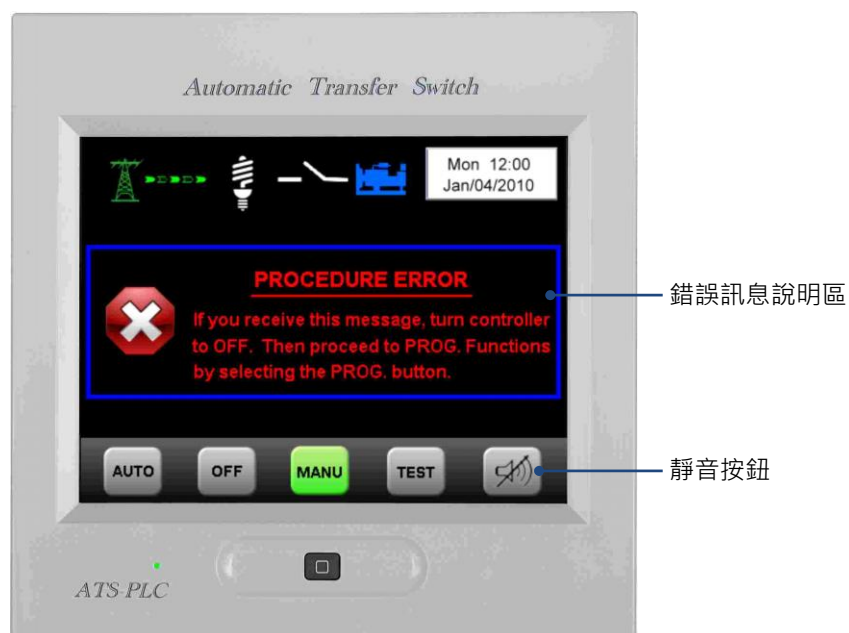 Automatic Transfer Switch
Mon 12:00
Jan/04/2010
PROCEDURE ERROR
If you receive this message, turn controller
to OFF. Then proceed to PROG. Functions
by selecting the PROG. button.
錯誤訊息說明區
AUTO
OFF
MANU
TEST
靜音按鈕
ATS-PLC